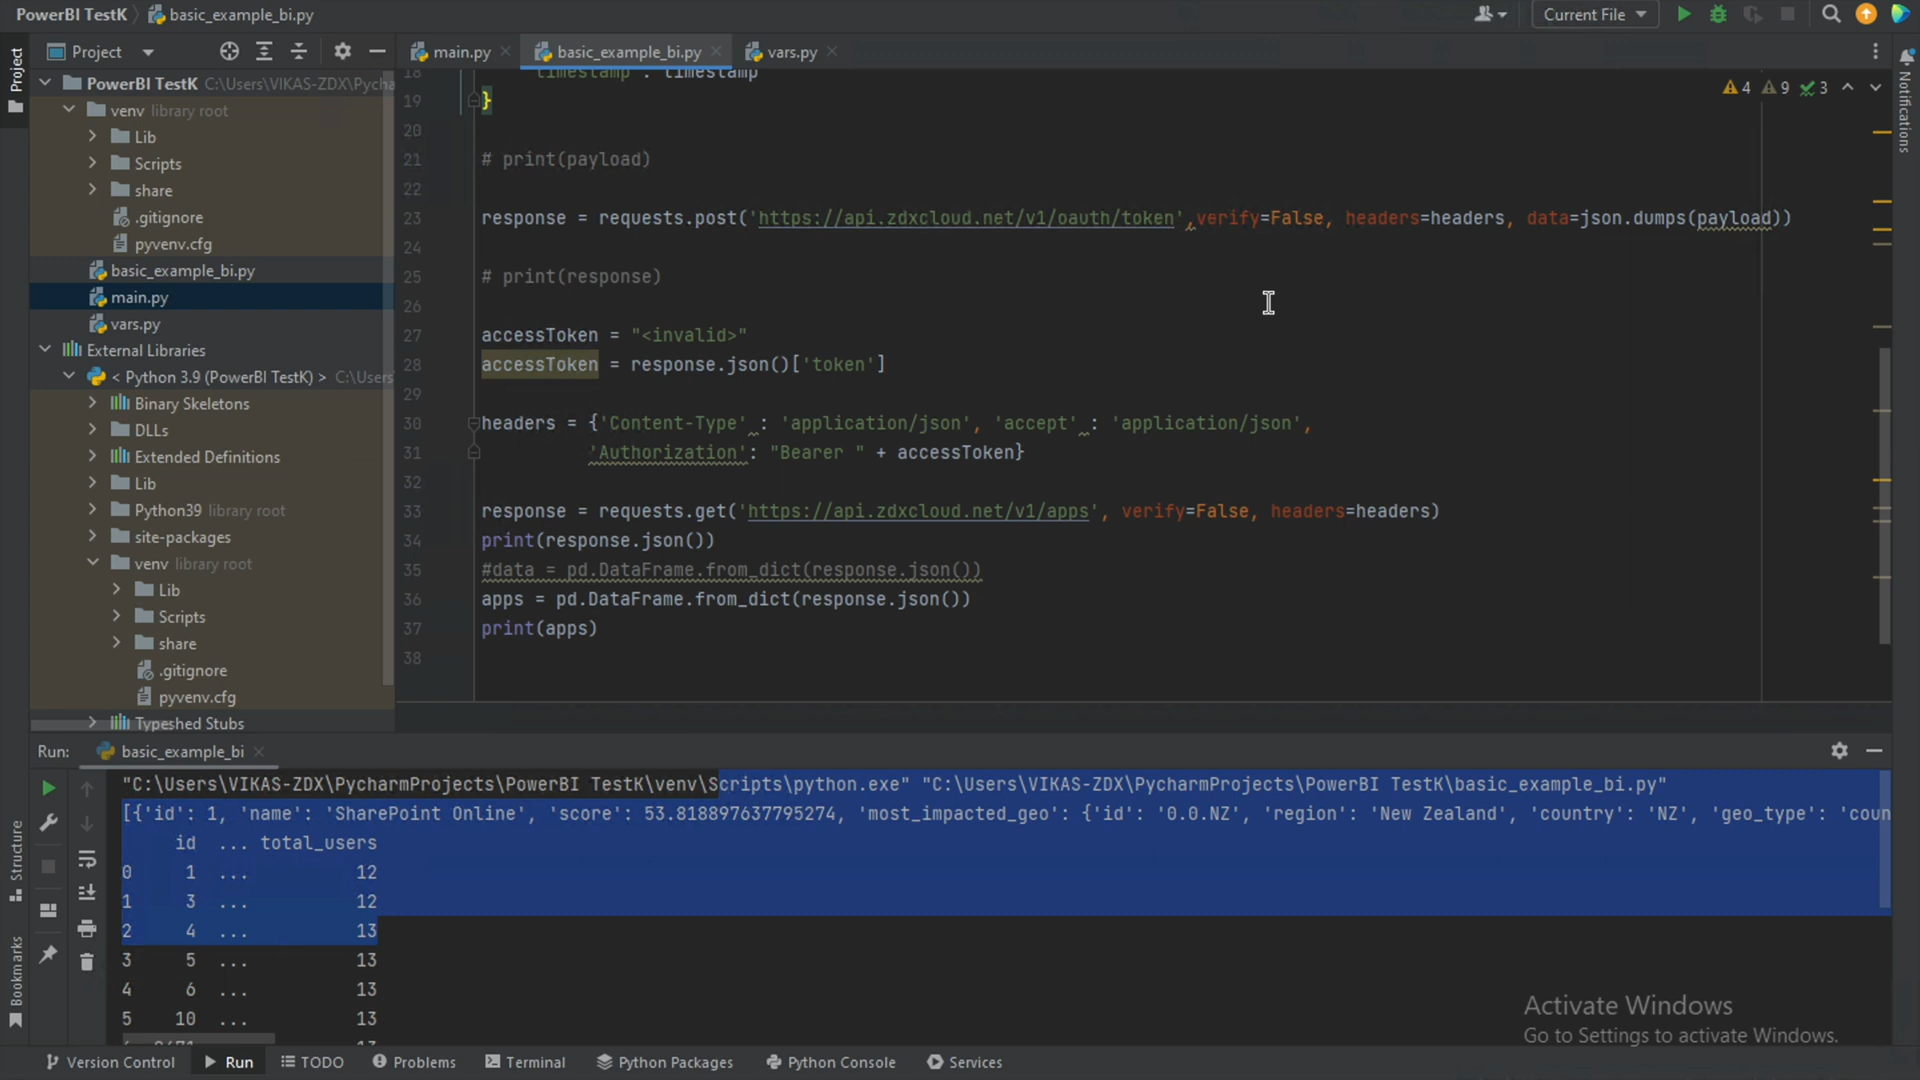 PowerBI TestK
basic_example_bi.py
Current File
Project
main.py
basic_example_bi.py
vars.py
Project
Notifications
PowerBI TestK C:\Users\VIKAS-ZDX\Pycha
venv library root
Lib
Scripts
share
.gitignore
pyvenv.cfg
basic_example_bi.py
main.py
vars.py
External Libraries
< Python 3.9 (PowerBI TestK) > C:\Users
Binary Skeletons
DLLs
Extended Definitions
Lib
Python39 library root
site-packages
venv library root
Lib
Scripts
share
.gitignore
pyvenv.cfg
Typeshed Stubs
4 9 3
18 timestamp : timestamp
19 }
20
21 # print(payload)
22
23 response = requests.post('https://api.zdxcloud.net/v1/oauth/token',verify=False, headers=headers, data=json.dumps(payload))
24
25 # print(response)
26
27 accessToken = "<invalid>"
28 accessToken = response.json()['token']
29
30 headers = {'Content-Type' : 'application/json', 'accept' : 'application/json',
31 'Authorization': "Bearer " + accessToken}
32
33 response = requests.get('https://api.zdxcloud.net/v1/apps', verify=False, headers=headers)
34 print(response.json())
35 #data = pd.DataFrame.from_dict(response.json())
36 apps = pd.DataFrame.from_dict(response.json())
37 print(apps)
38
Run: basic_example_bi
"C:\Users\VIKAS-ZDX\PycharmProjects\PowerBI TestK\venv\Scripts\python.exe" "C:\Users\VIKAS-ZDX\PycharmProjects\PowerBI TestK\basic_example_bi.py"
[{'id': 1, 'name': 'SharePoint Online', 'score': 53.818897637795274, 'most_impacted_geo': {'id': '0.0.NZ', 'region': 'New Zealand', 'country': 'NZ', 'geo_type': 'coun
id ... total_users
0 1 ... 12
1 3 ... 12
2 4 ... 13
3 5 ... 13
4 6 ... 13
5 10 ... 13
Structure
Bookmarks
Activate Windows
Go to Settings to activate Windows.
Version Control
Run
TODO
Problems
Terminal
Python Packages
Python Console
Services